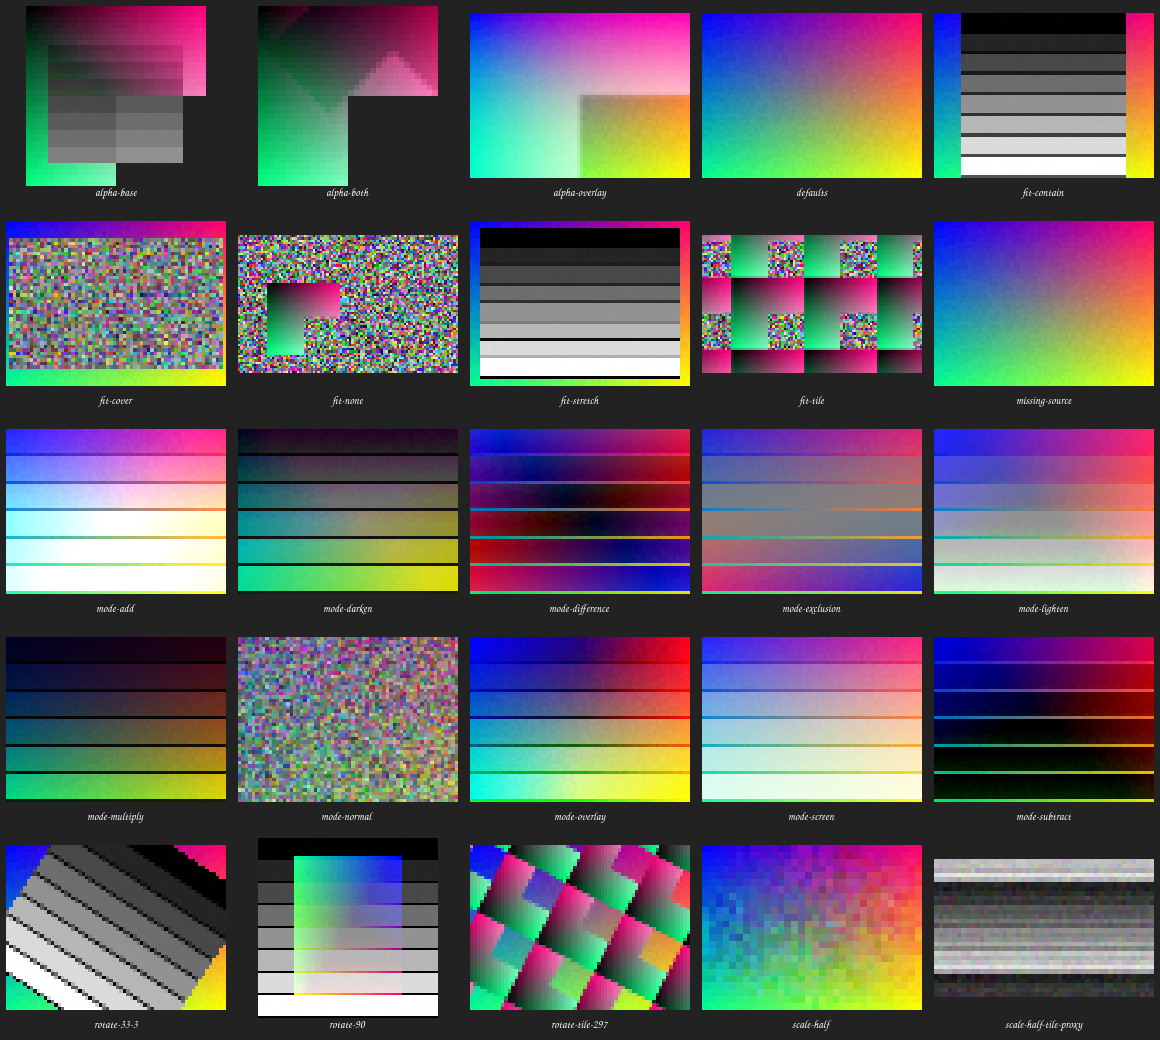 alpha-base
alpha-both
alpha-overlay
defaults
fit-contain
fit-cover
fit-none
fit-stretch
fit-tile
missing-source
mode-add
mode-darken
mode-difference
mode-exclusion
mode-lighten
mode-multiply
mode-normal
mode-overlay
mode-screen
mode-subtract
rotate-33-3
rotate-90
rotate-tile-297
scale-half
scale-half-tile-proxy